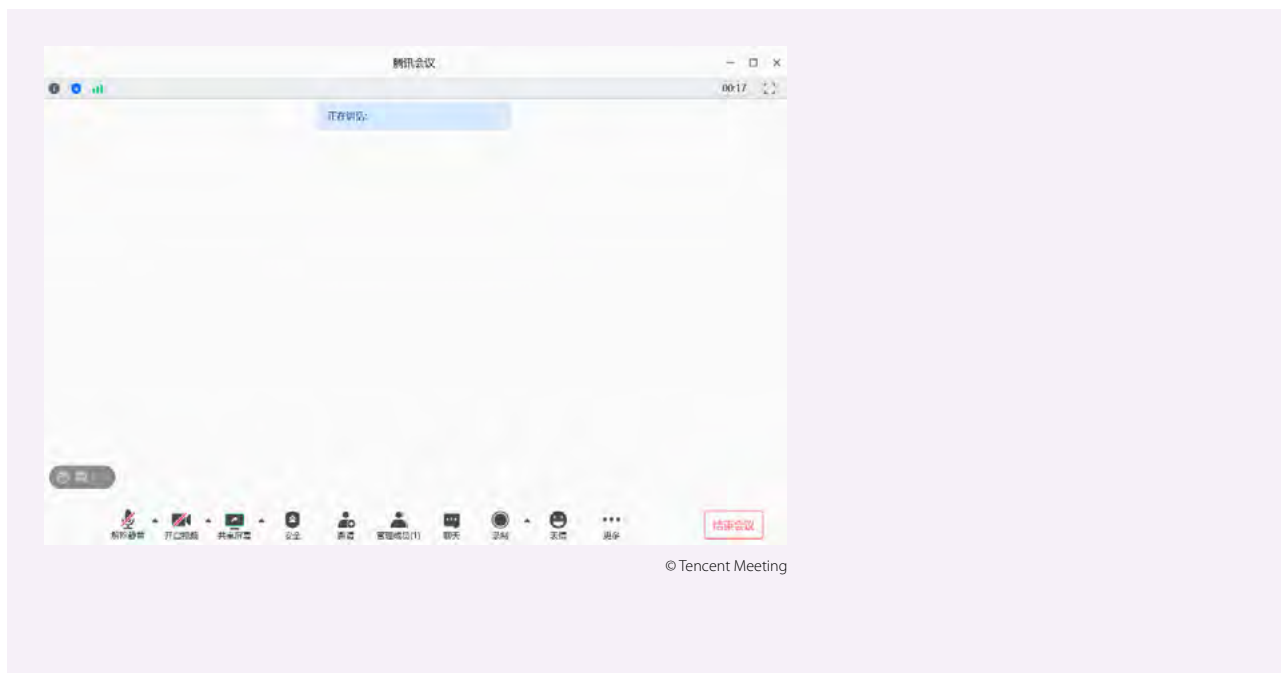 腾讯会议
00:17
正在讲话:
解除静音 开启视频 共享屏幕 安全 邀请 管理成员(1) 聊天 录制 表情 更多 结束会议
© Tencent Meeting